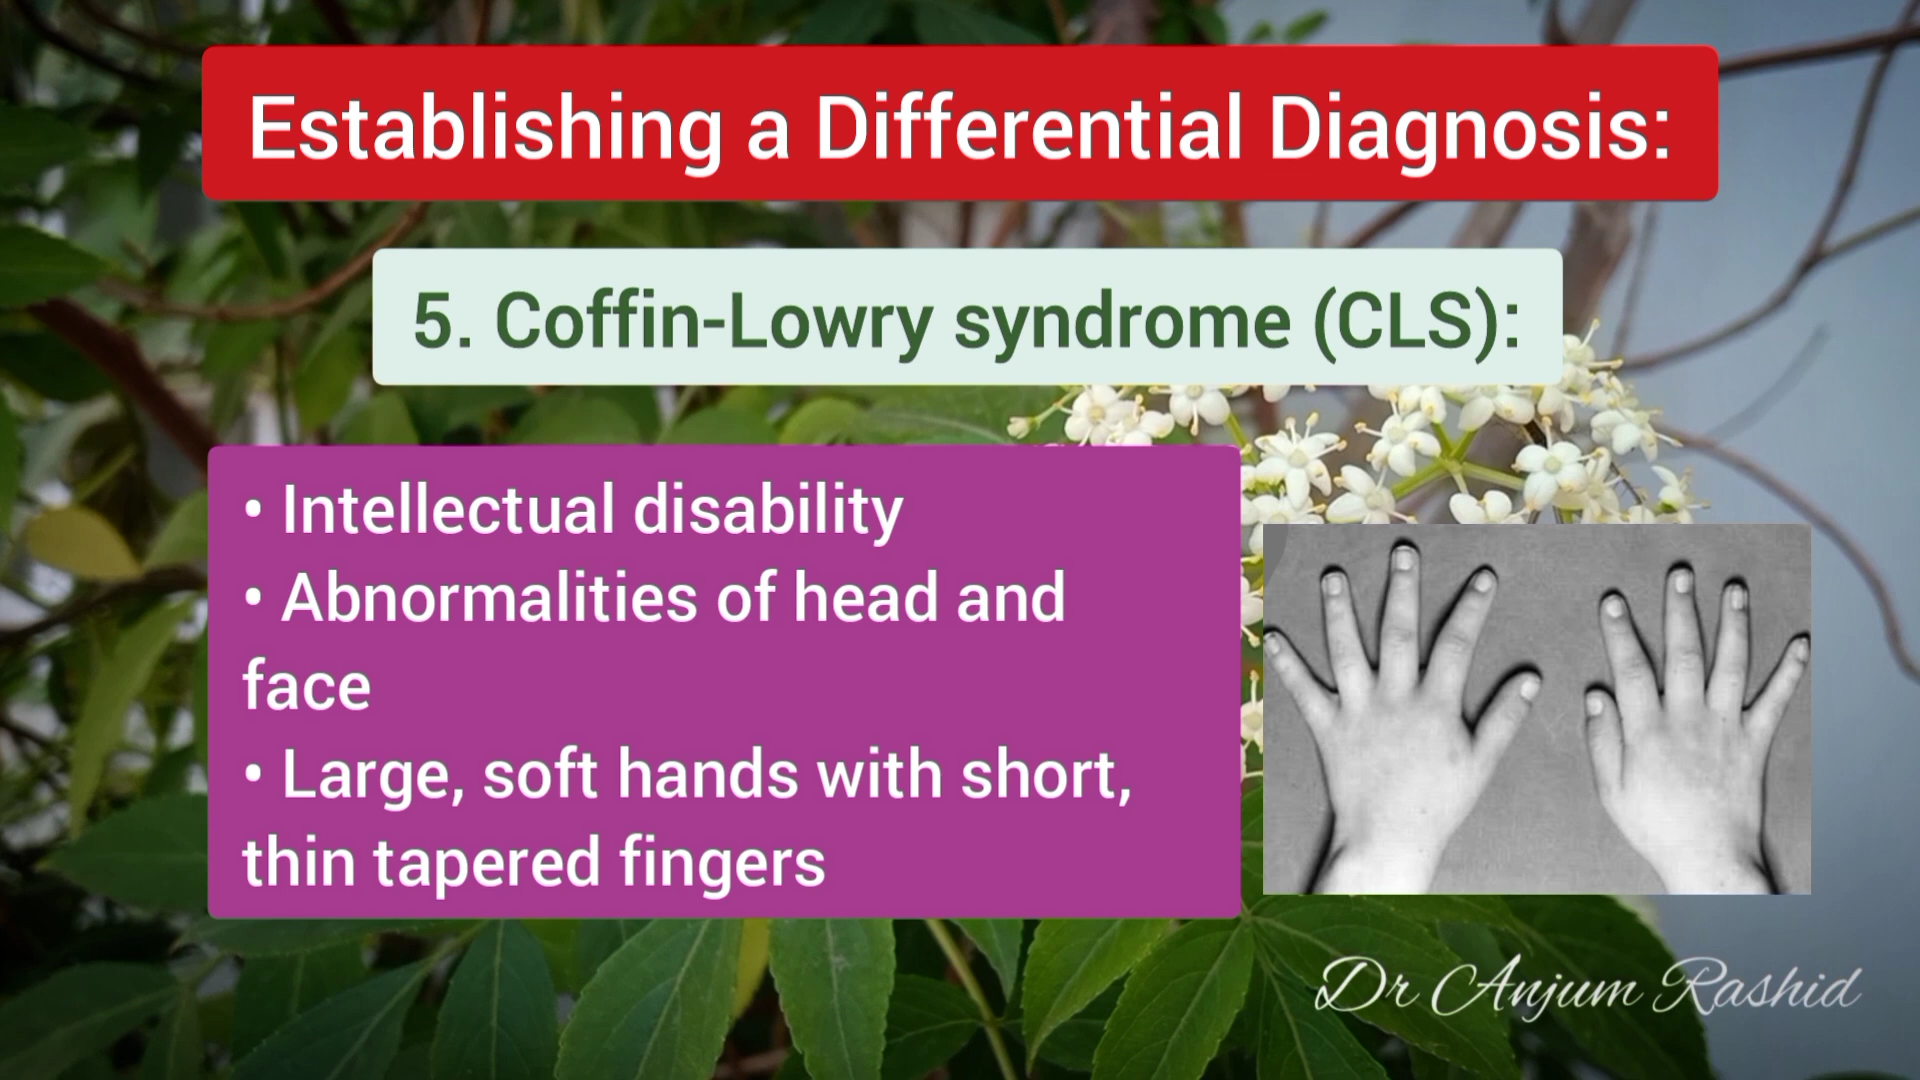 Establishing a Differential Diagnosis:
5. Coffin-Lowry syndrome (CLS):
• Intellectual disability
• Abnormalities of head and
face
• Large, soft hands with short,
thin tapered fingers
Dr Anjum Rashid